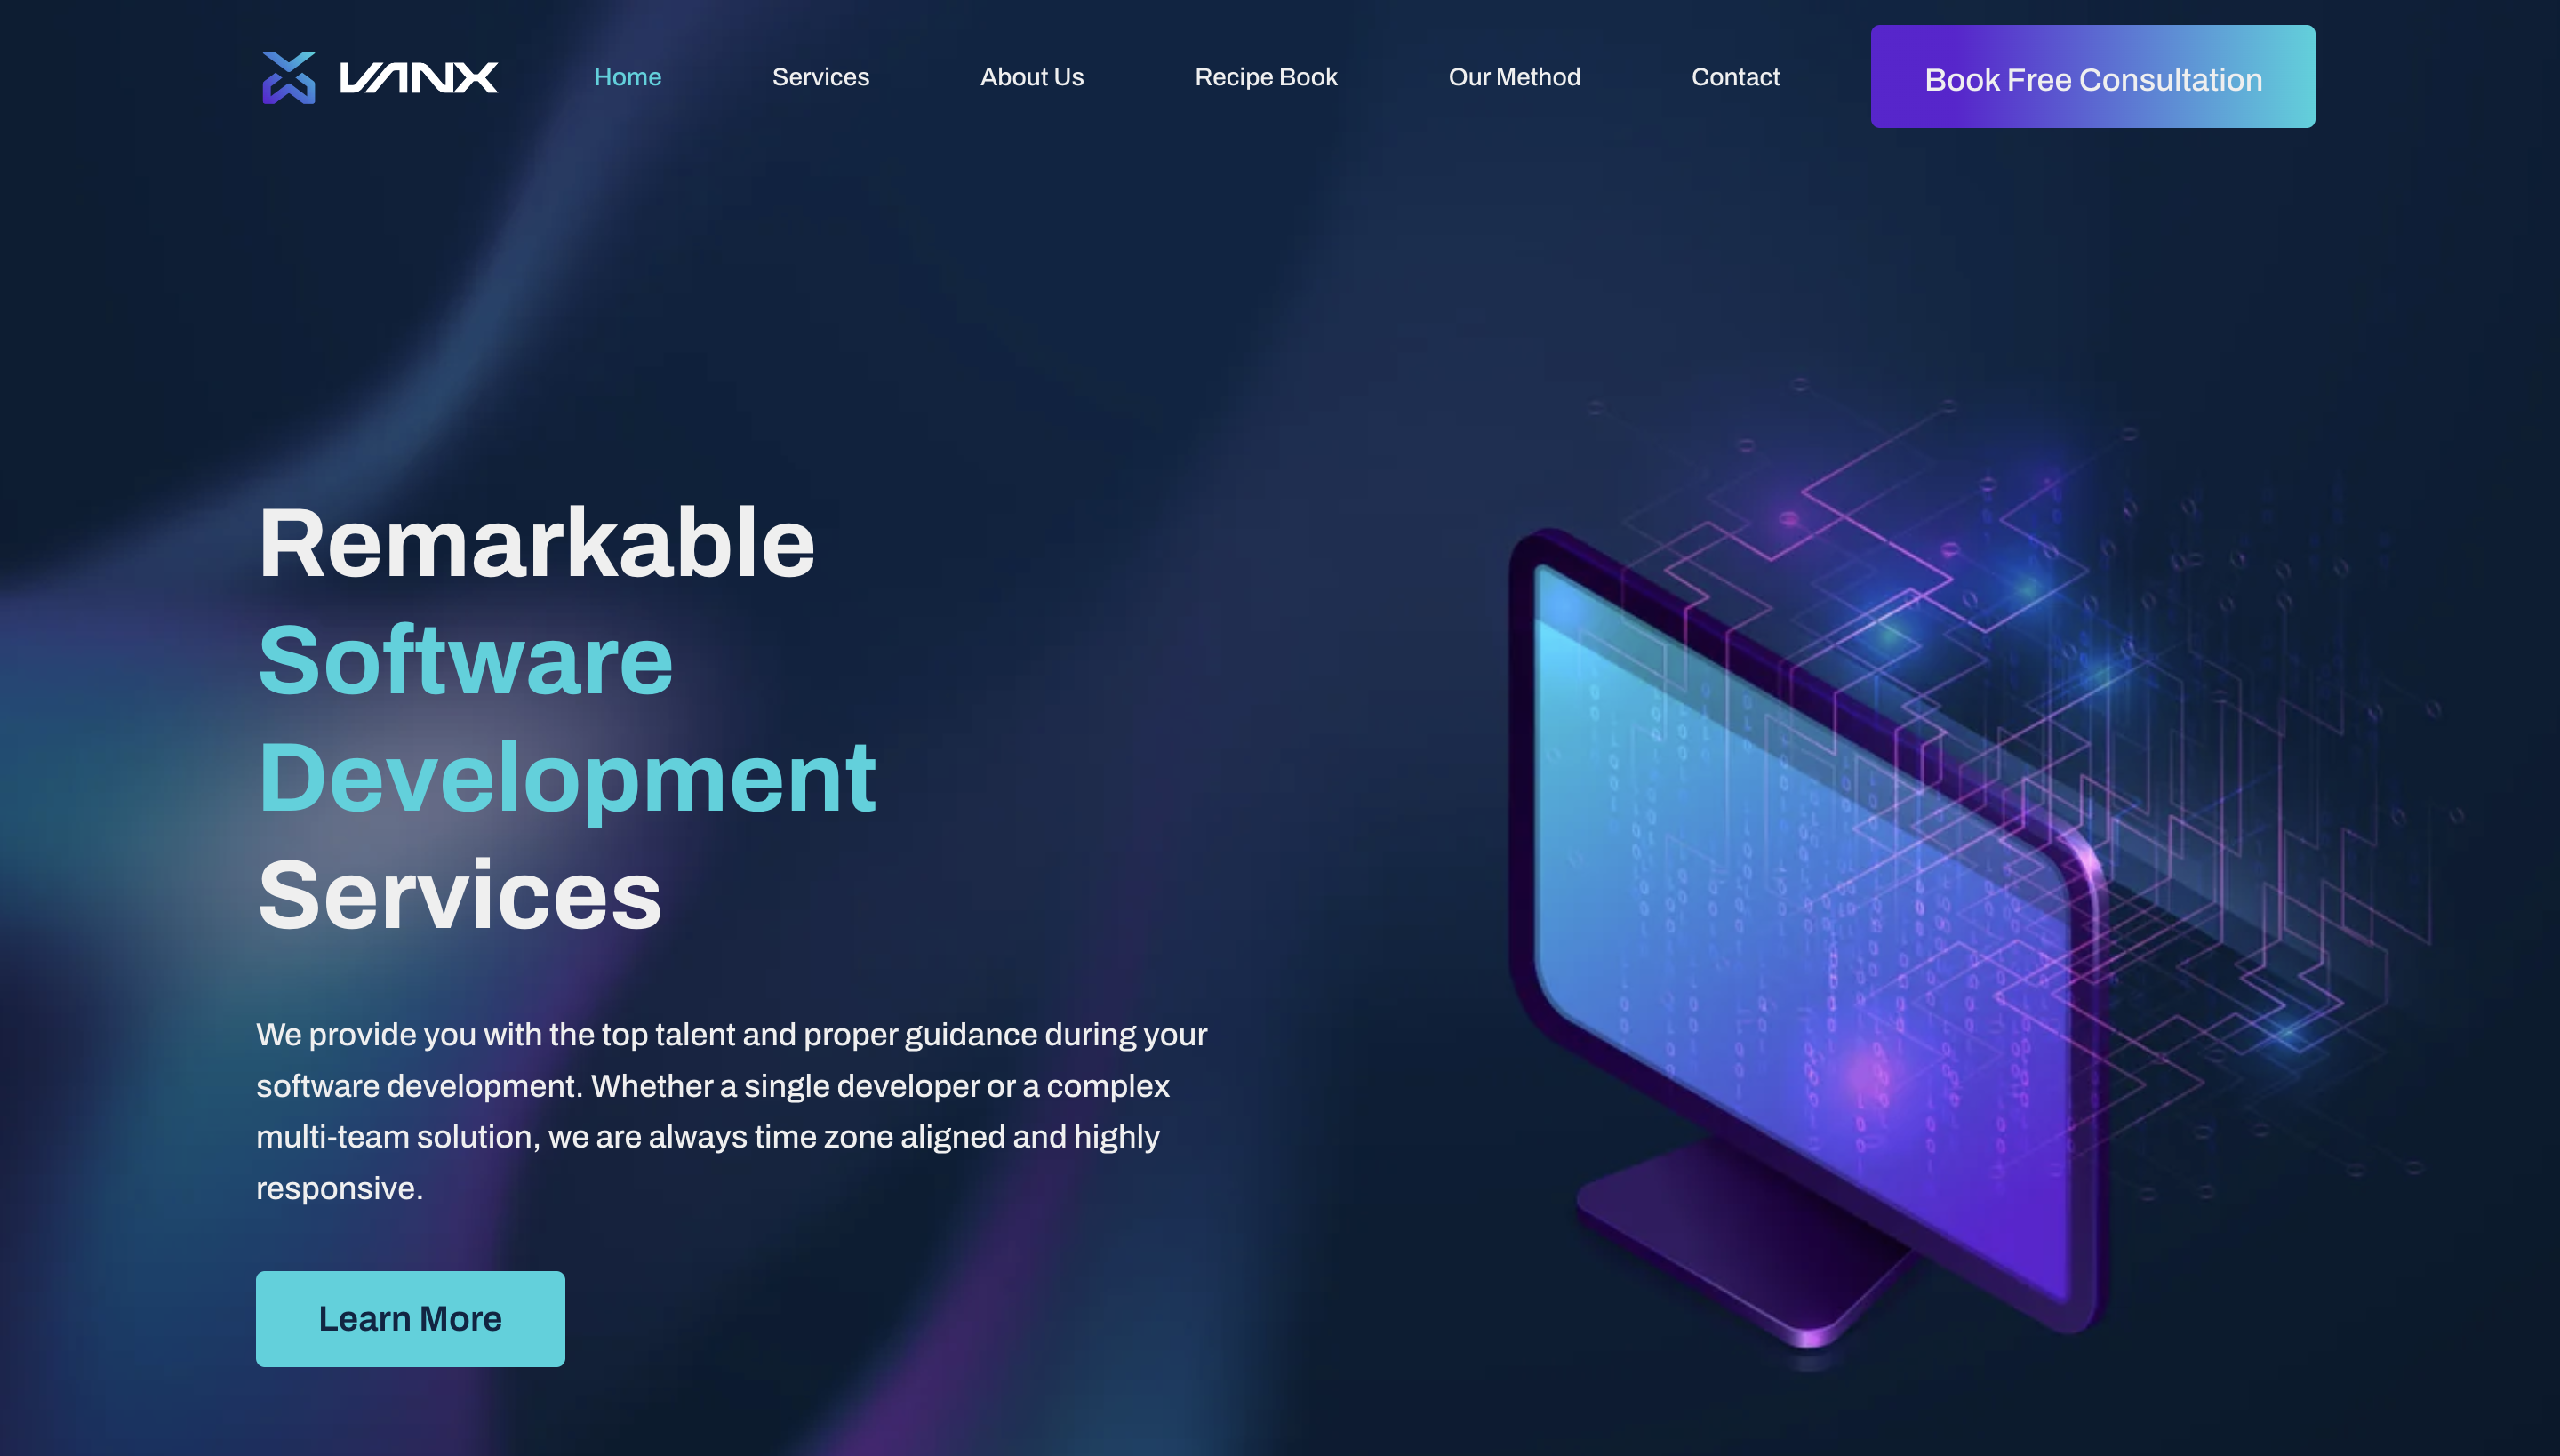 VANX
Home
Services
About Us
Recipe Book
Our Method
Contact
Book Free Consultation
Remarkable
Software
Development
Services
We provide you with the top talent and proper guidance during your
software development. Whether a single developer or a complex
multi-team solution, we are always time zone aligned and highly
responsive.
Learn More